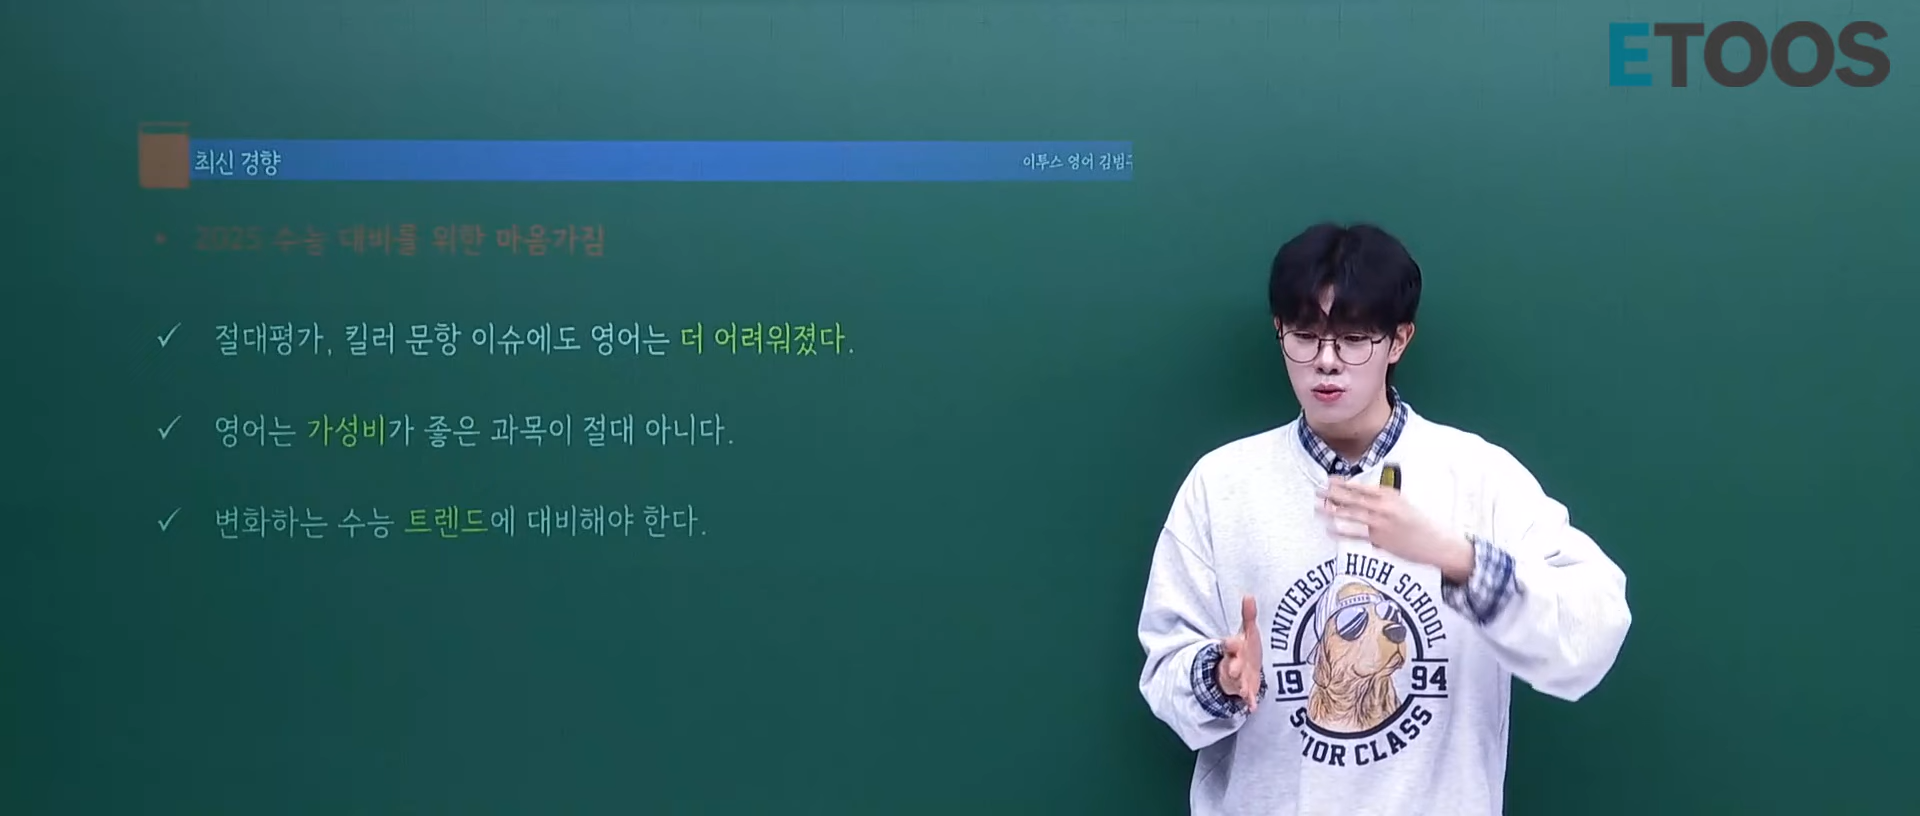 ETOOS
최신 경향
이투스 영어 김범구
• 2025 수능 대비를 위한 마음가짐
✓ 절대평가, 킬러 문항 이슈에도 영어는 더 어려워졌다.
✓ 영어는 가성비가 좋은 과목이 절대 아니다.
✓ 변화하는 수능 트렌드에 대비해야 한다.
UNIVERSIT HIGH SCHOOL
19 94
IOR CLASS